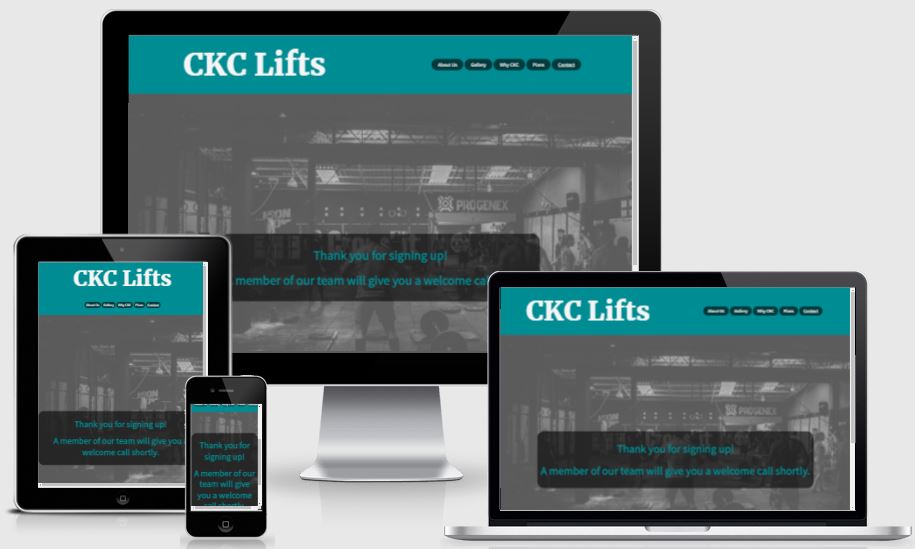 CKC Lifts
About Us
Gallery
Why CKC
Plans
Contact
PROGENEX
Thank you for signing up!
member of our team will give you a welcome ca
CKC Lifts
About Us
Gallery
Why CKC
Plans
Contact
Thank you for signing up!
A member of our team will give you a
welcome call shortly.
Thank you for
signing up!
A member of our
team will give
you a welcome
CKC Lifts
About Us
Gallery
Why CKC
Plans
Contact
PROGENEX
Thank you for signing up!
A member of our team will give you a welcome call shortly.